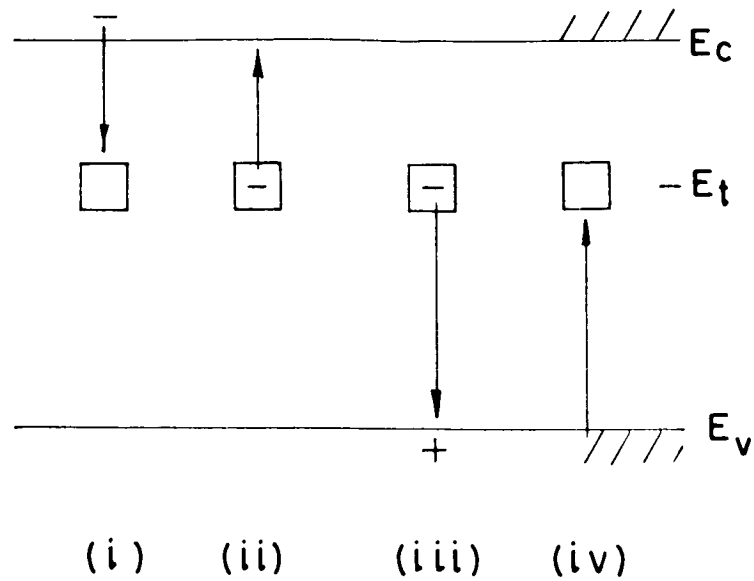 −
Ec
− − − Et
Ev
+
(i) (ii) (iii) (iv)